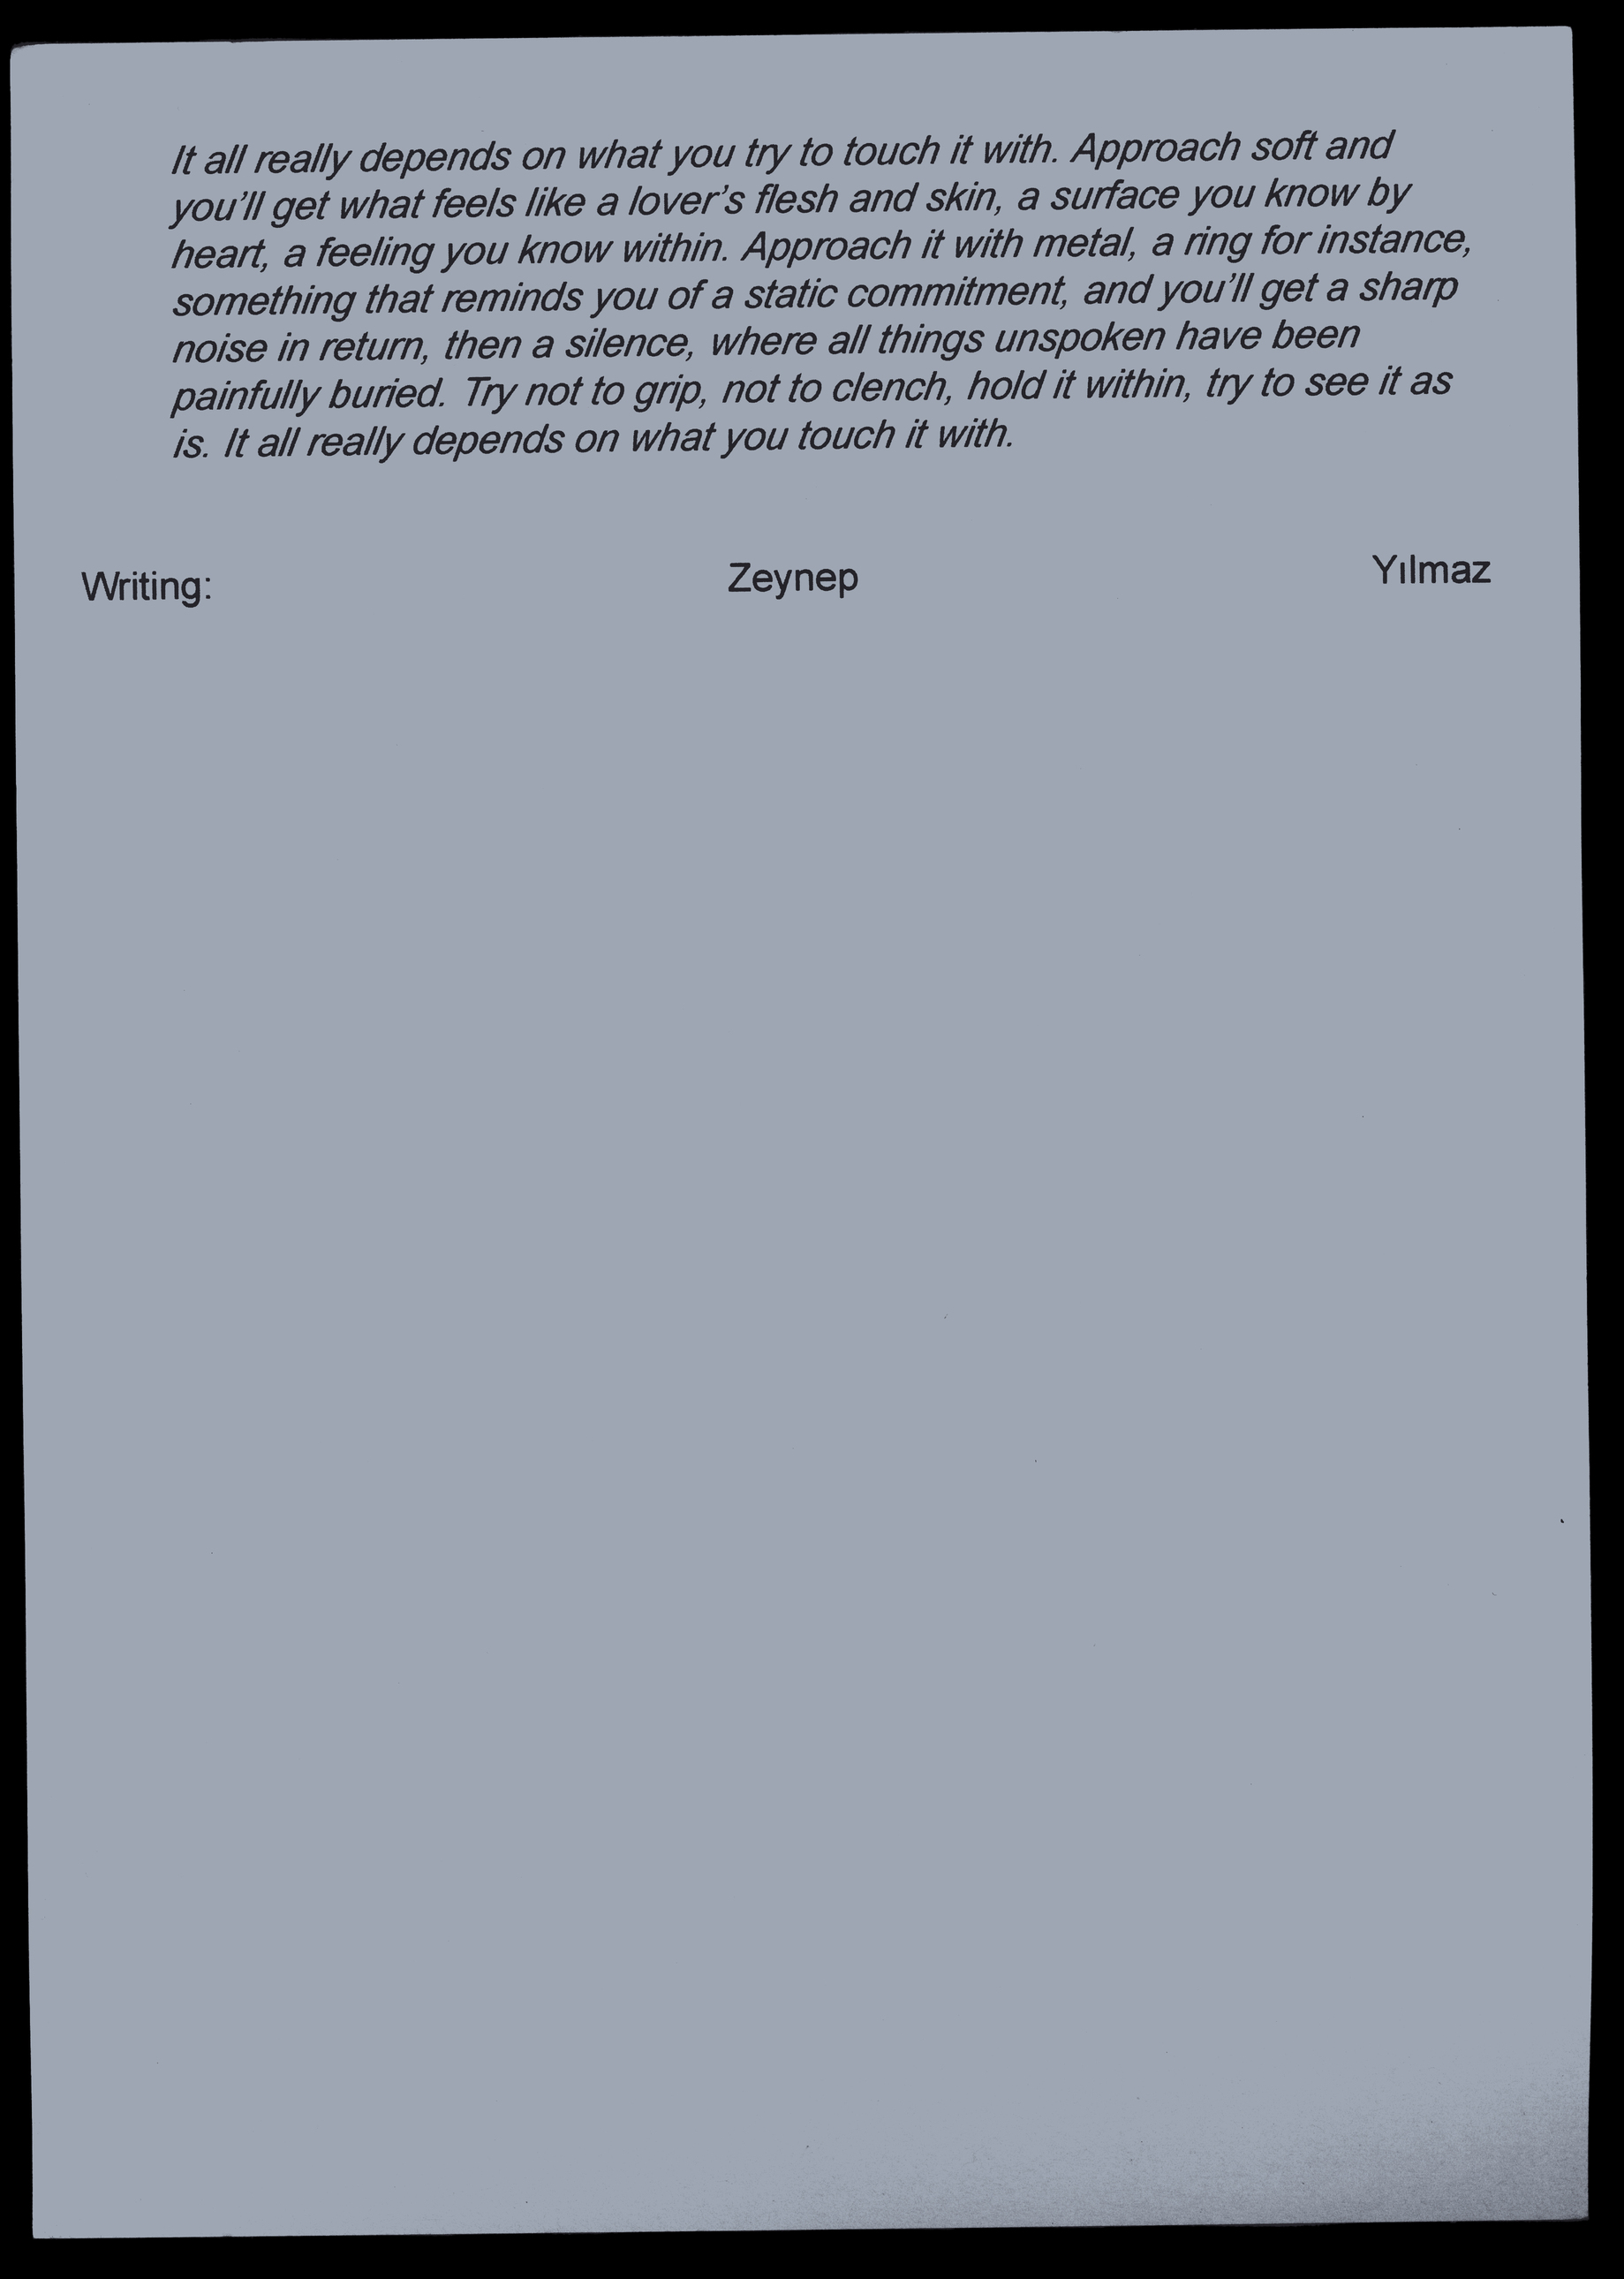 It all really depends on what you try to touch it with. Approach soft and
you’ll get what feels like a lover’s flesh and skin, a surface you know by
heart, a feeling you know within. Approach it with metal, a ring for instance,
something that reminds you of a static commitment, and you’ll get a sharp
noise in return, then a silence, where all things unspoken have been
painfully buried. Try not to grip, not to clench, hold it within, try to see it as
is. It all really depends on what you touch it with.
Writing: Zeynep Yılmaz